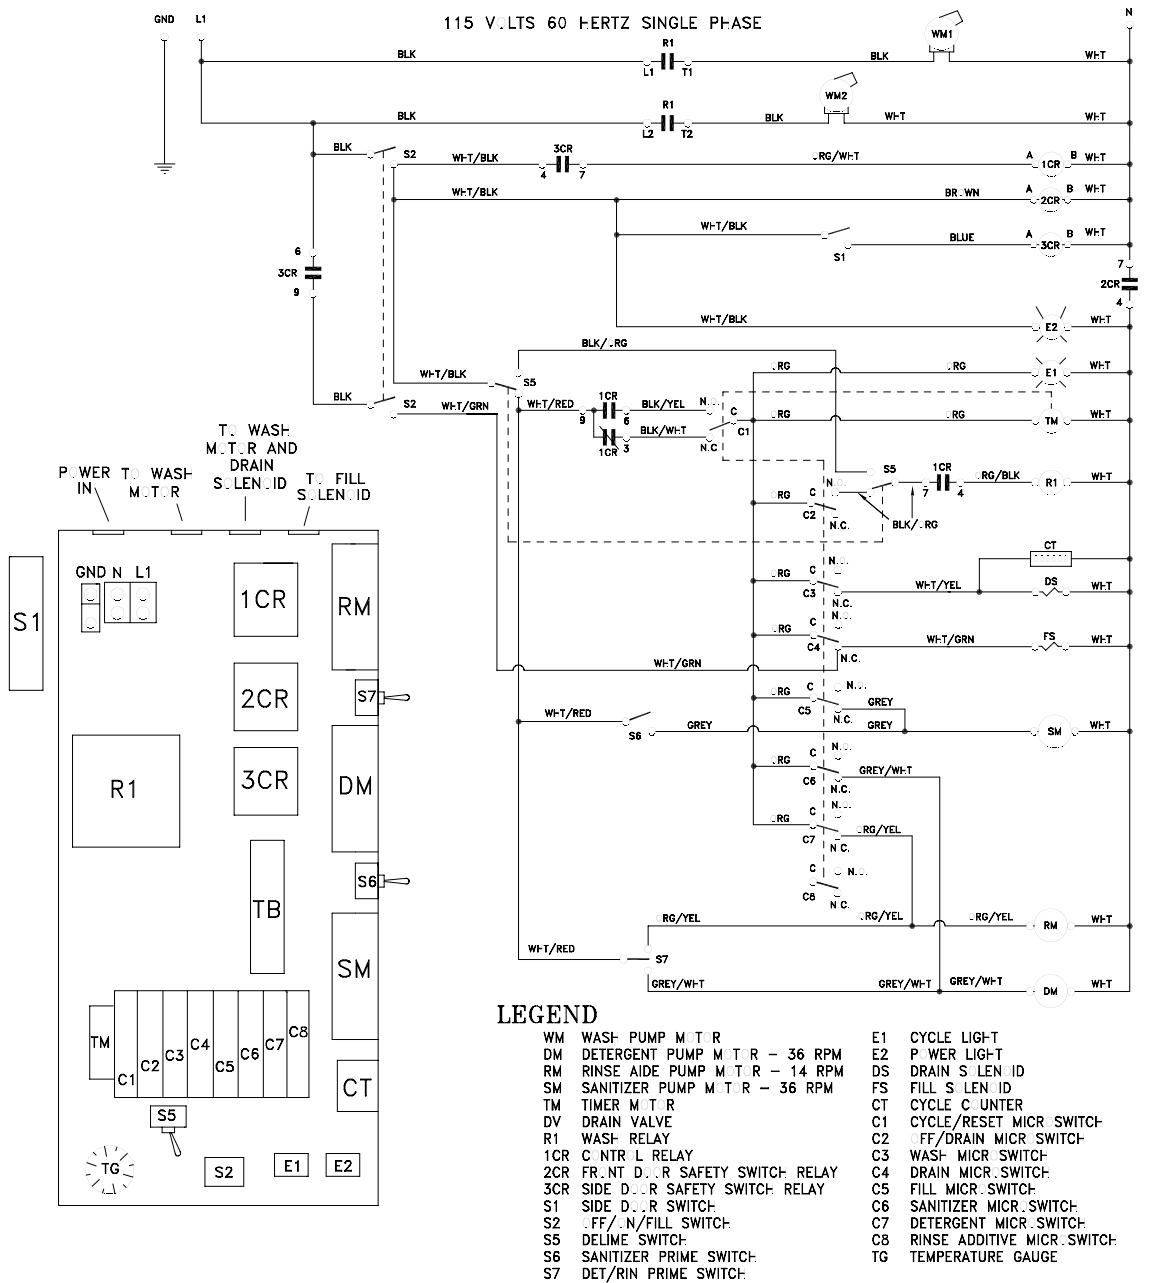 115 VOLTS 60 HERTZ SINGLE PHASE
GND L1 N
BLK L1 R1 T1 BLK WM1 WHT
BLK L2 R1 T2 BLK WM2 WHT WHT
BLK S2 WHT/BLK 4 3CR 7 ORG/WHT A 1CR B WHT
WHT/BLK BROWN A 2CR B WHT
WHT/BLK S1 BLUE A 3CR B WHT
6 3CR 9
7 2CR 4
WHT/BLK E2 WHT
BLK/ORG
WHT/BLK S5 ORG ORG E1 WHT
BLK S2 WHT/GRN WHT/RED 9 1CR 6 BLK/YEL N.O. C C1 ORG ORG TM WHT
1CR 3 BLK/WHT N.C
ORG C C2 N.O. N.C. S5 7 1CR 4 ORG/BLK R1 WHT
BLK/ORG
CT
ORG C C3 N.O. N.C. WHT/YEL DS WHT
ORG C C4 N.O. N.C. WHT/GRN FS WHT
WHT/GRN
ORG C C5 N.O. N.C. GREY
WHT/RED S6 GREY GREY SM WHT
ORG C C6 N.O. N.C. GREY/WHT
ORG C C7 N.O. N.C. ORG/YEL
C C8 N.O. N.C.
ORG/YEL ORG/YEL ORG/YEL RM WHT
WHT/RED S7
GREY/WHT GREY/WHT GREY/WHT DM WHT
POWER
IN
TO WASH
MOTOR
TO WASH
MOTOR AND
DRAIN
SOLENOID
TO FILL
SOLENOID
S1
GND N L1
1CR
RM
2CR
S7
R1
3CR
DM
S6
TB
SM
TM C1 C2 C3 C4 C5 C6 C7 C8
CT
S5
TG
S2
E1
E2
LEGEND
WM WASH PUMP MOTOR
DM DETERGENT PUMP MOTOR - 36 RPM
RM RINSE AIDE PUMP MOTOR - 14 RPM
SM SANITIZER PUMP MOTOR - 36 RPM
TM TIMER MOTOR
DV DRAIN VALVE
R1 WASH RELAY
1CR CONTROL RELAY
2CR FRONT DOOR SAFETY SWITCH RELAY
3CR SIDE DOOR SAFETY SWITCH RELAY
S1 SIDE DOOR SWITCH
S2 OFF/ON/FILL SWITCH
S5 DELIME SWITCH
S6 SANITIZER PRIME SWITCH
S7 DET/RIN PRIME SWITCH
E1 CYCLE LIGHT
E2 POWER LIGHT
DS DRAIN SOLENOID
FS FILL SOLENOID
CT CYCLE COUNTER
C1 CYCLE/RESET MICROSWITCH
C2 OFF/DRAIN MICROSWITCH
C3 WASH MICROSWITCH
C4 DRAIN MICROSWITCH
C5 FILL MICROSWITCH
C6 SANITIZER MICROSWITCH
C7 DETERGENT MICROSWITCH
C8 RINSE ADDITIVE MICROSWITCH
TG TEMPERATURE GAUGE